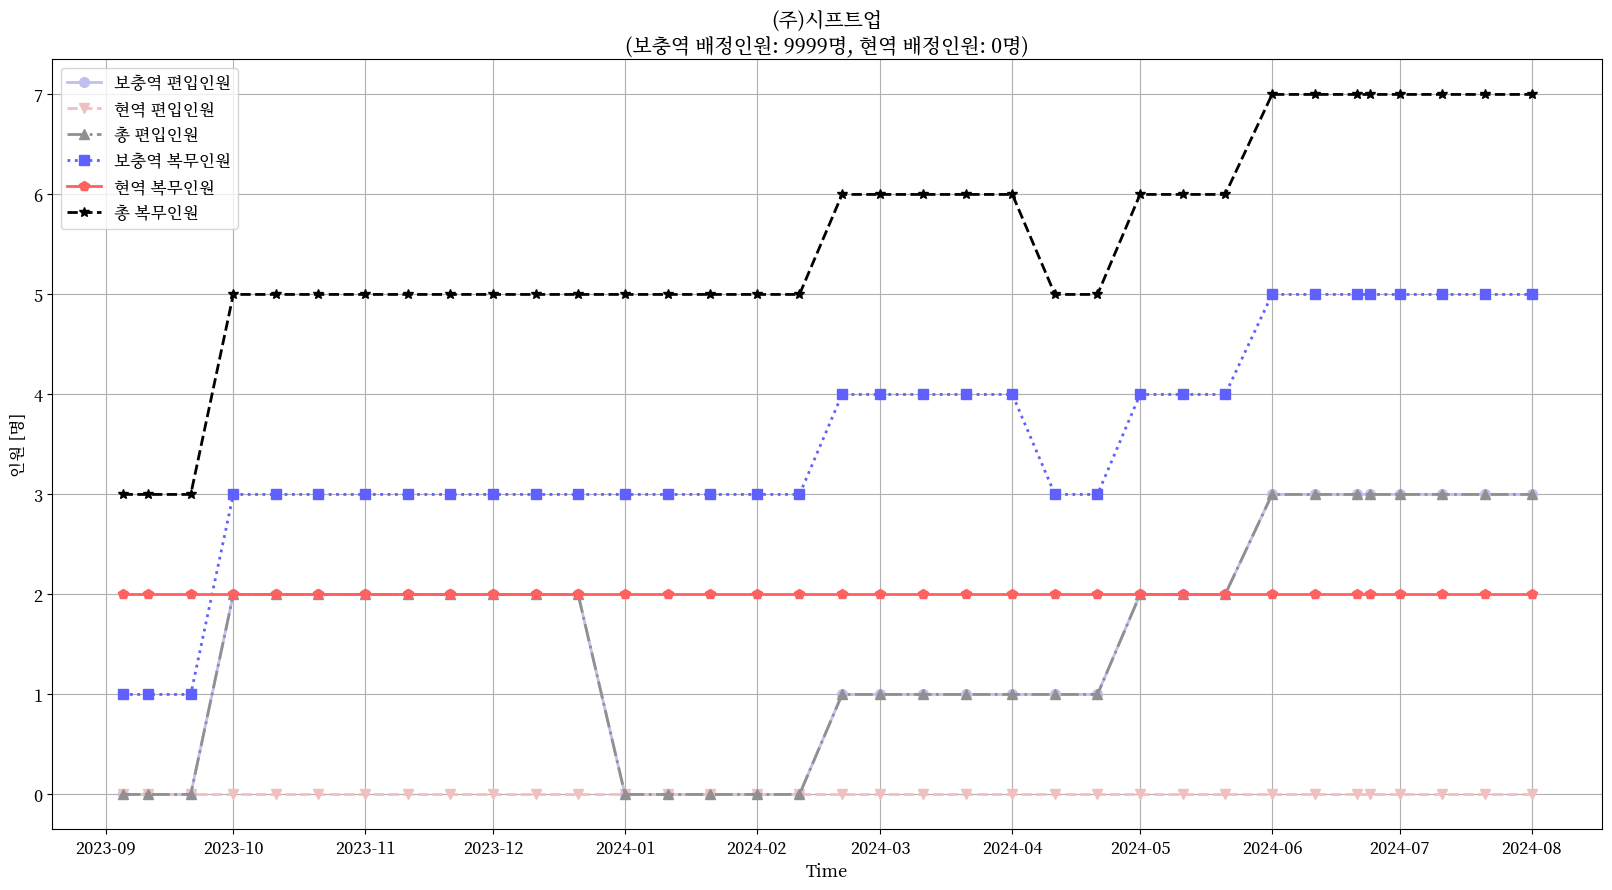 (주)시프트업
(보충역 배정인원: 9999명, 현역 배정인원: 0명)
보충역 편입인원
현역 편입인원
총 편입인원
보충역 복무인원
현역 복무인원
총 복무인원
인원 [명]
7
6
5
4
3
2
1
0
2023-09 2023-10 2023-11 2023-12 2024-01 2024-02 2024-03 2024-04 2024-05 2024-06 2024-07 2024-08
Time